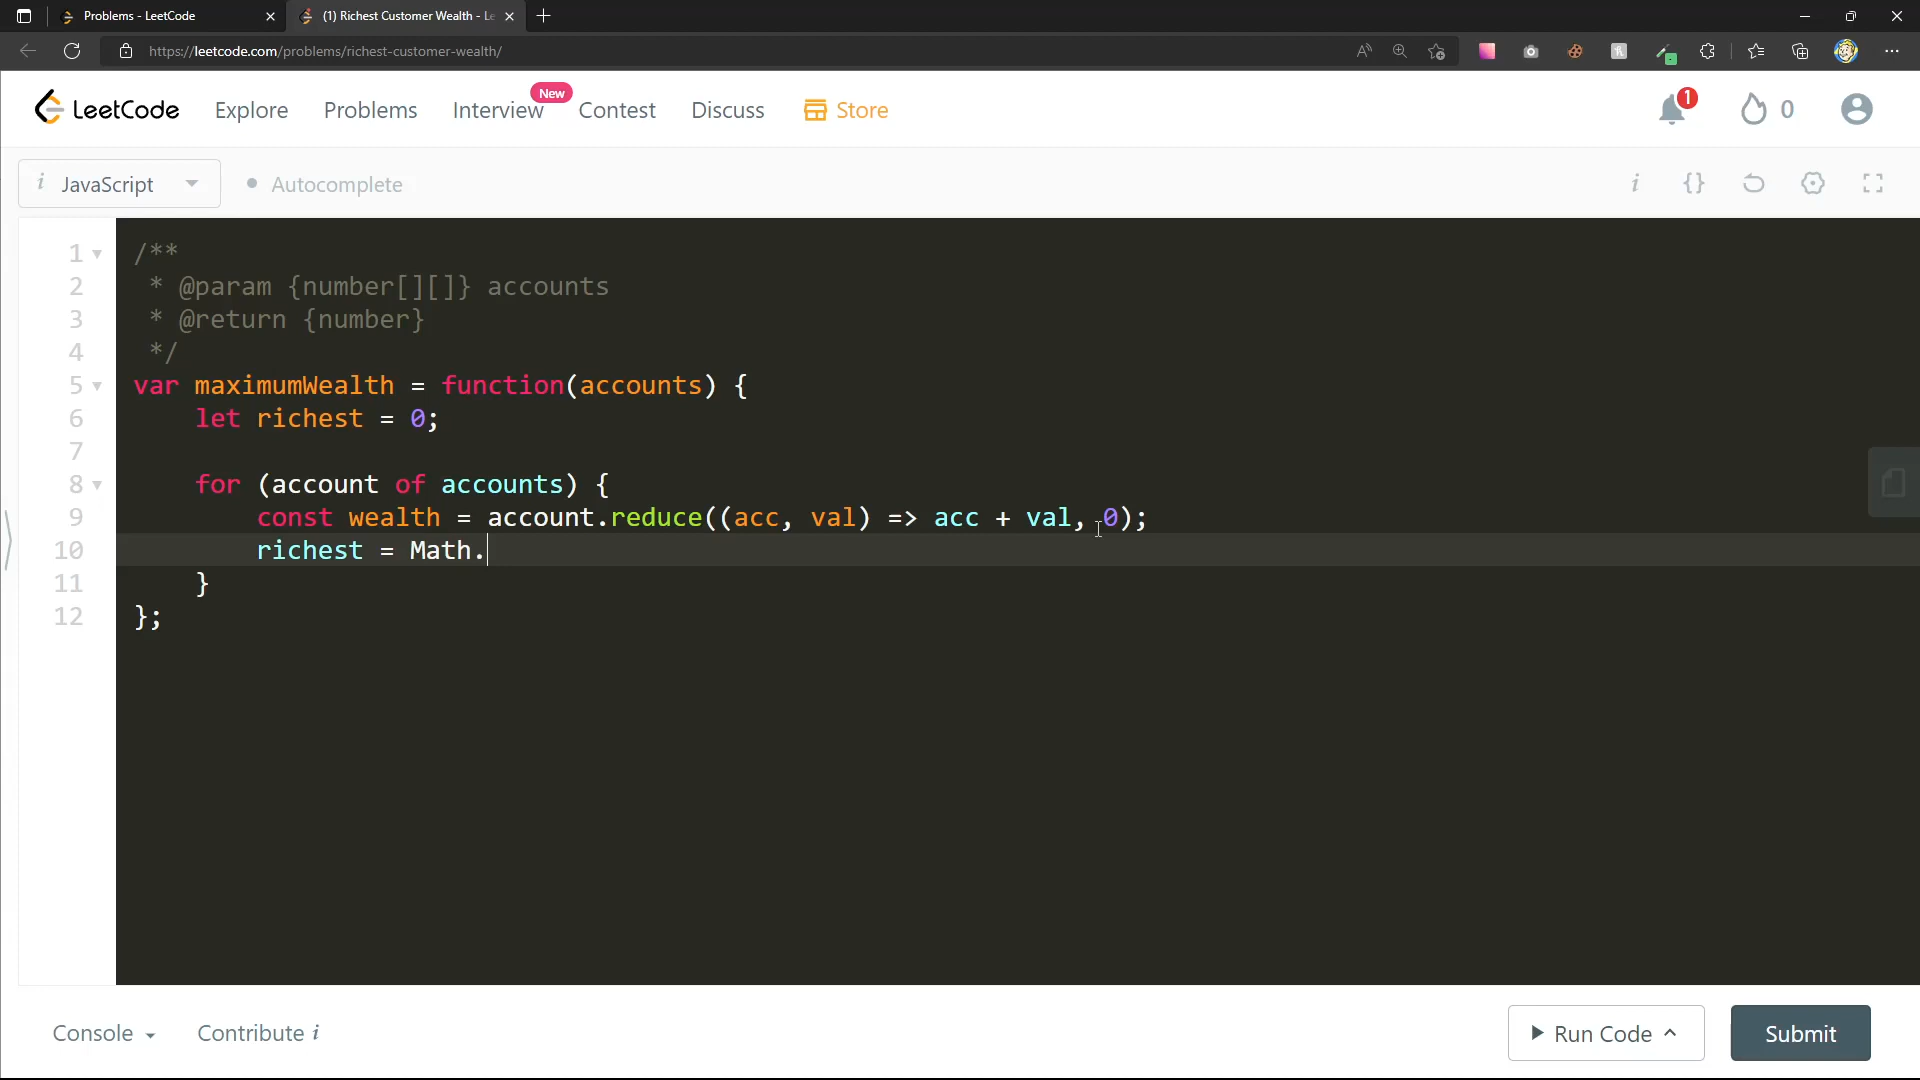 Problems - LeetCode
(1) Richest Customer Wealth - Le
https://leetcode.com/problems/richest-customer-wealth/
LeetCode Explore Problems Interview New Contest Discuss Store 1 0
i JavaScript Autocomplete i {}
1 /**
2 * @param {number[][]} accounts
3 * @return {number}
4 */
5 var maximumWealth = function(accounts) {
6 let richest = 0;
7
8 for (account of accounts) {
9 const wealth = account.reduce((acc, val) => acc + val, 0);
10 richest = Math.
11 }
12 };
Console Contribute i Run Code Submit